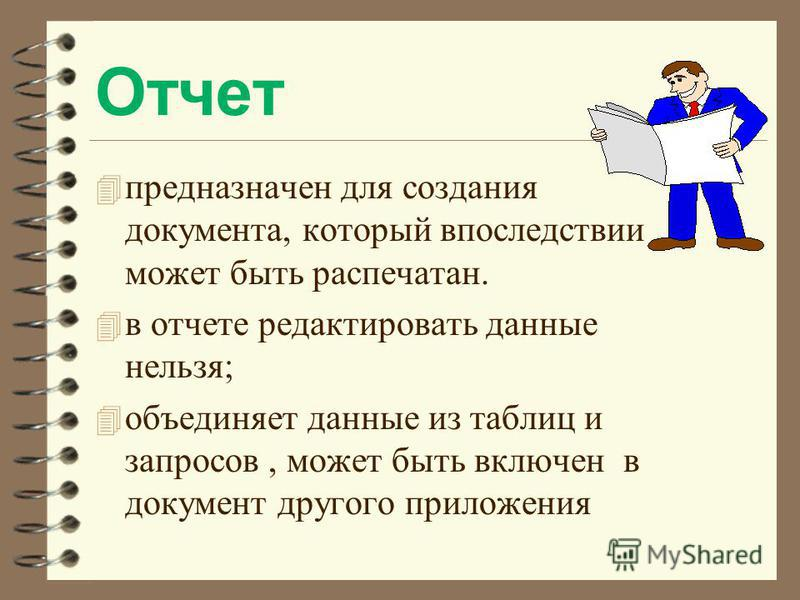 Отчет
предназначен для создания
документа, который впоследствии
может быть распечатан.
в отчете редактировать данные
нельзя;
объединяет данные из таблиц и
запросов , может быть включен в
документ другого приложения
MyShared